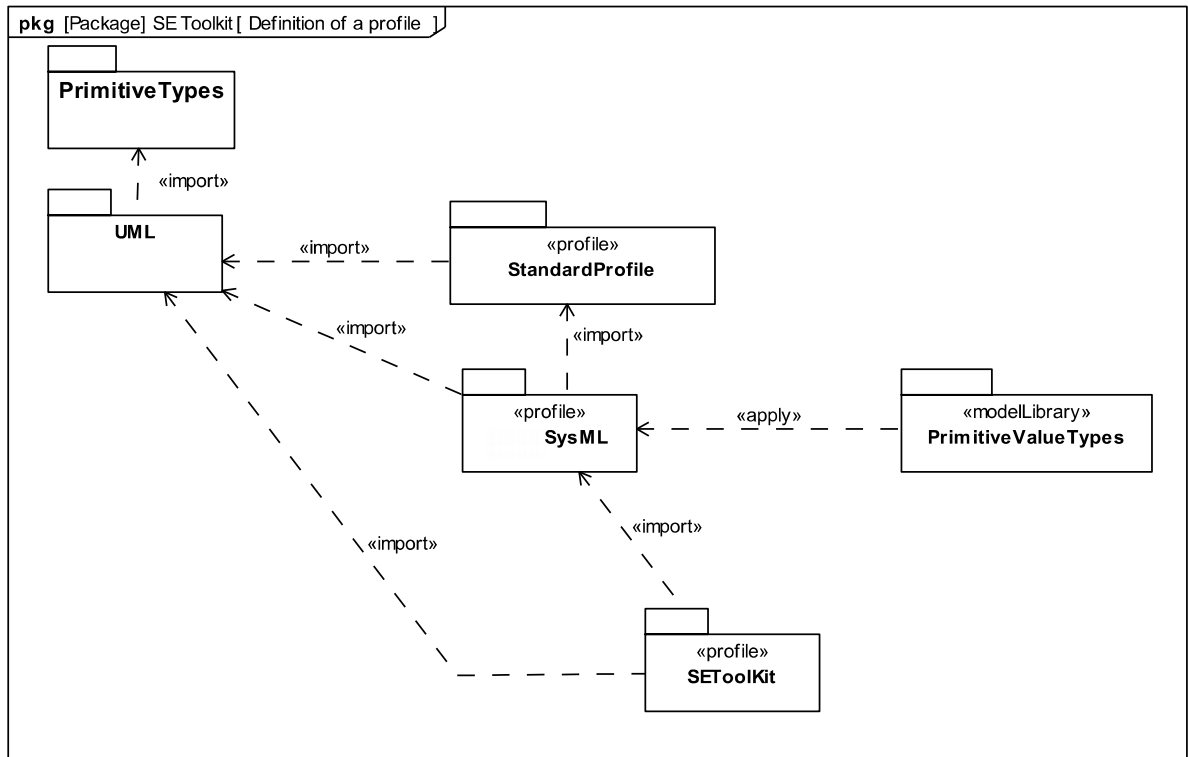 pkg [Package] SE Toolkit [ Definition of a profile ]
PrimitiveTypes
«import»
UML
«import»
«profile»
StandardProfile
«import»
«import»
«profile»
SysML
«apply»
«modelLibrary»
PrimitiveValueTypes
«import»
«import»
«profile»
SEToolKit